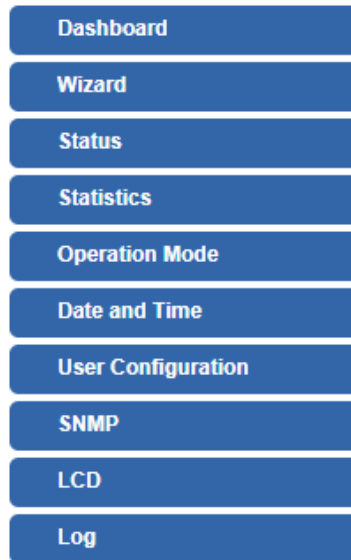 Dashboard
Wizard
Status
Statistics
Operation Mode
Date and Time
User Configuration
SNMP
LCD
Log